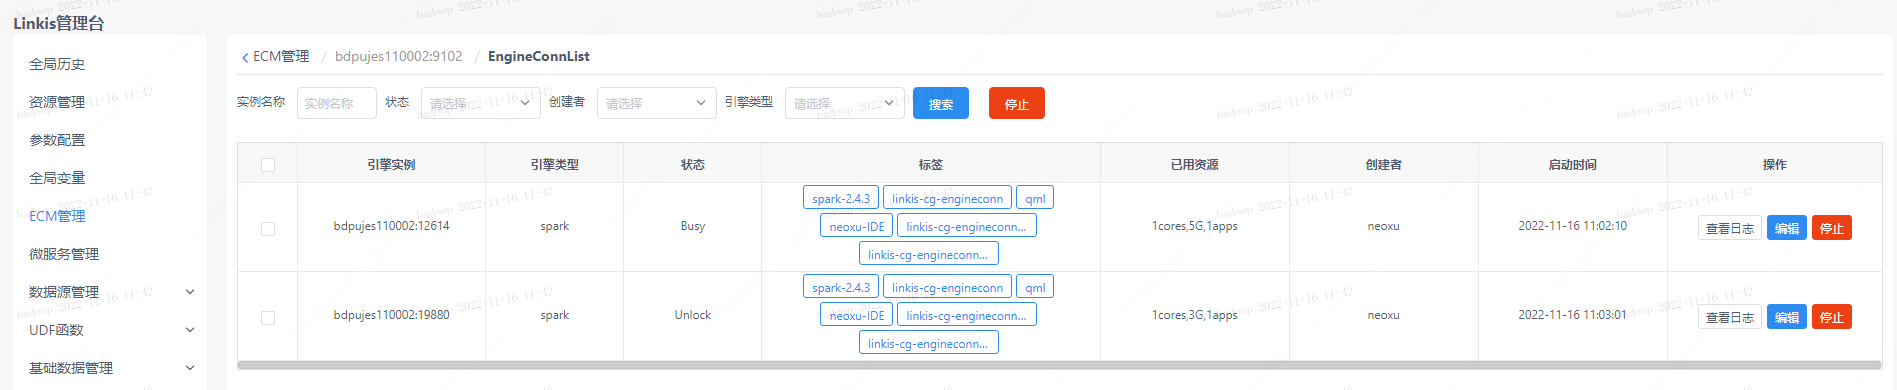 Linkis管理台
全局历史
资源管理
参数配置
全局变量
ECM管理
微服务管理
数据源管理
UDF函数
基础数据管理
ECM管理 / bdpujes110002:9102 / EngineConnList
实例名称 实例名称 状态 请选择 创建者 请选择 引擎类型 请选择 搜索 停止
引擎实例 引擎类型 状态 标签 已用资源 创建者 启动时间 操作
bdpujes110002:12614 spark Busy spark-2.4.3 linkis-cg-engineconn qml
neoxu-IDE linkis-cg-engineconn...
linkis-cg-engineconn...
1cores,5G,1apps neoxu 2022-11-16 11:02:10 查看日志 编辑 停止
bdpujes110002:19880 spark Unlock spark-2.4.3 linkis-cg-engineconn qml
neoxu-IDE linkis-cg-engineconn...
linkis-cg-engineconn...
1cores,3G,1apps neoxu 2022-11-16 11:03:01 查看日志 编辑 停止
hadoop 2022-11-16 11:42